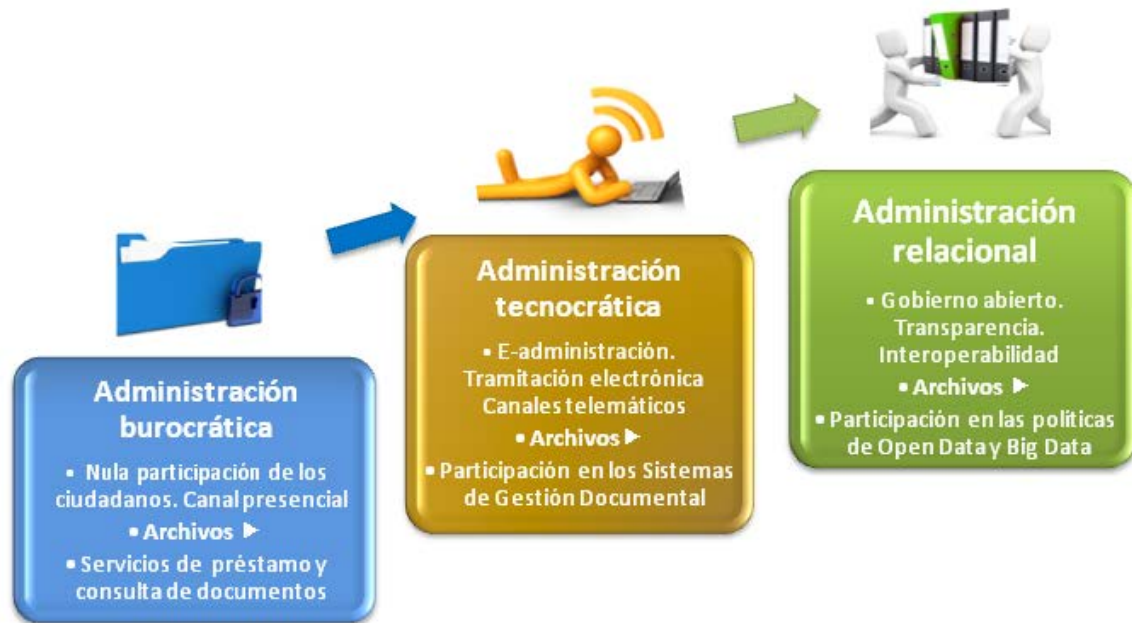 Administración
burocrática
▪ Nula participación de los
ciudadanos. Canal presencial
▪ Archivos ►
▪ Servicios de préstamo y
consulta de documentos
Administración
tecnocrática
▪ E-administración.
Tramitación electrónica
Canales telemáticos
▪ Archivos ►
▪ Participación en los Sistemas
de Gestión Documental
Administración
relacional
▪ Gobierno abierto.
Transparencia.
Interoperabilidad
▪ Archivos ►
▪ Participación en las políticas
de Open Data y Big Data